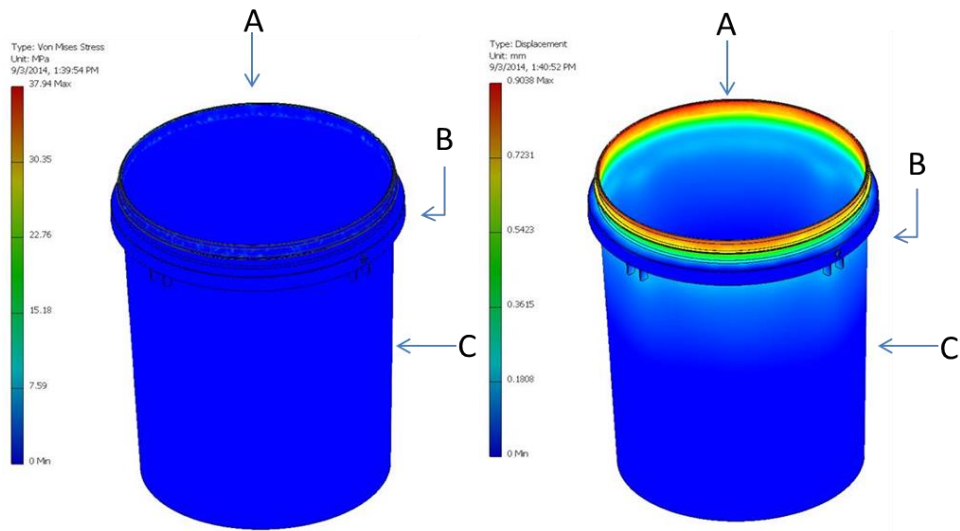 A
Type: Von Mises Stress
Unit: MPa
9/3/2014, 1:39:54 PM
37.94 Max
30.35
22.76
15.18
7.59
0 Min
B
C
A
Type: Displacement
Unit: mm
9/3/2014, 1:40:52 PM
0.9038 Max
0.7231
0.5423
0.3615
0.1808
0 Min
B
C